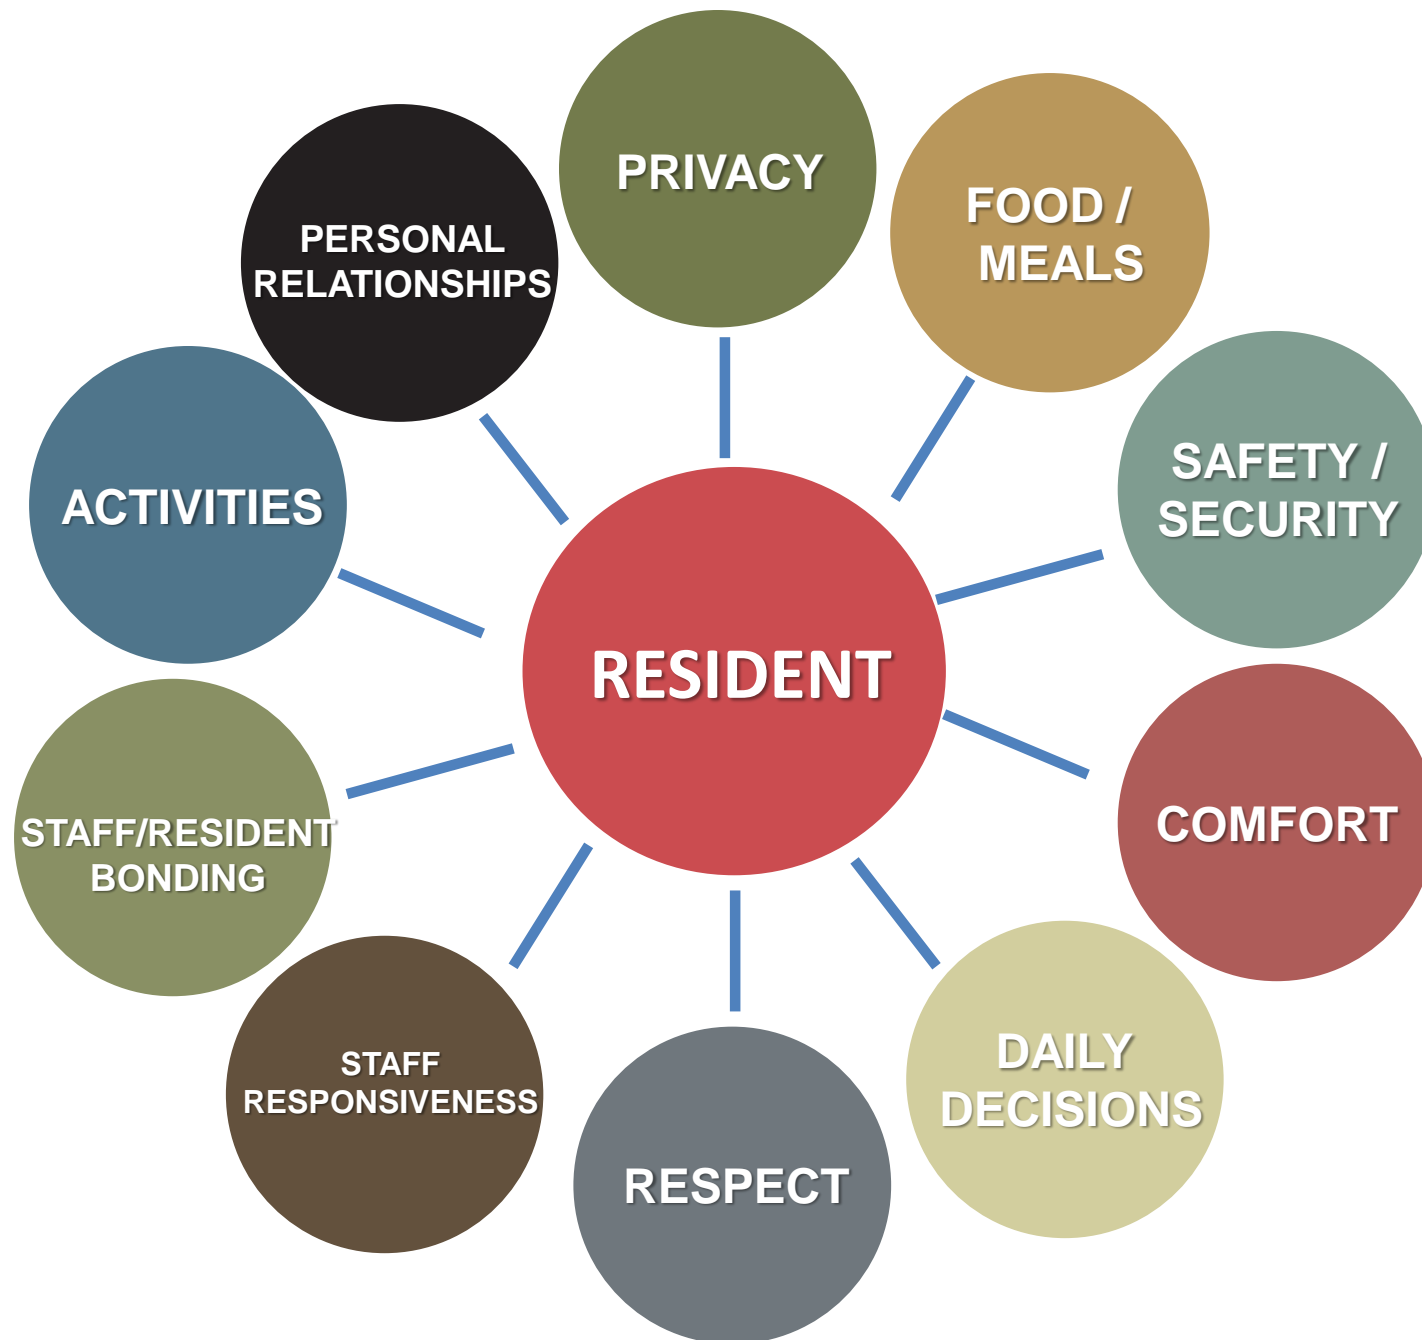 PRIVACY
FOOD /
MEALS
SAFETY /
SECURITY
COMFORT
DAILY
DECISIONS
RESPECT
STAFF
RESPONSIVENESS
STAFF/RESIDENT
BONDING
ACTIVITIES
PERSONAL
RELATIONSHIPS
RESIDENT